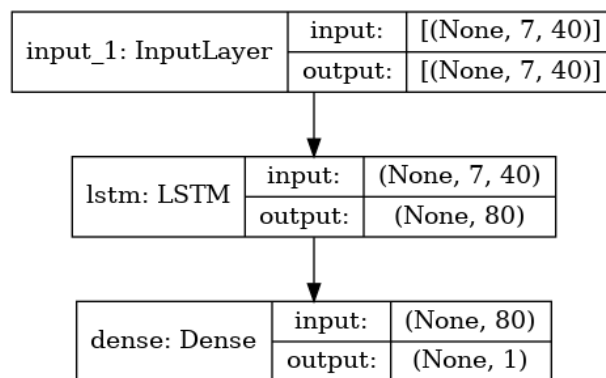 input_1: InputLayer
input:
[(None, 7, 40)]
output:
[(None, 7, 40)]
lstm: LSTM
input:
(None, 7, 40)
output:
(None, 80)
dense: Dense
input:
(None, 80)
output:
(None, 1)